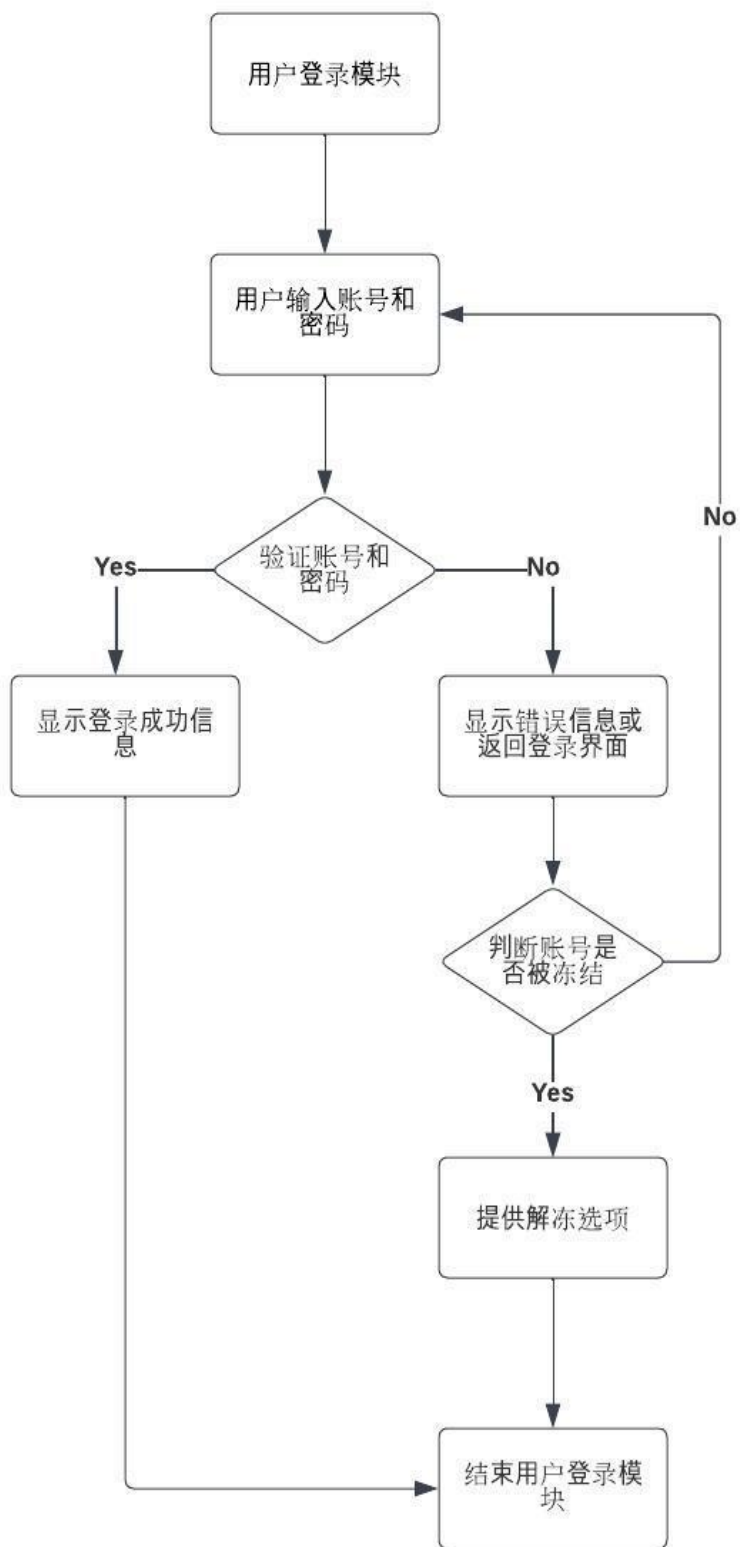 用户登录模块
用户输入账号和
密码
No
验证账号和
密码
Yes
No
显示登录成功信
息
显示错误信息或
返回登录界面
判断账号是
否被冻结
Yes
提供解冻选项
结束用户登录模
块